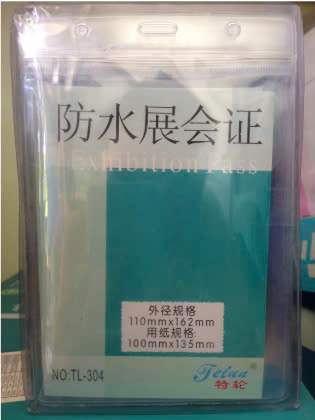 防水展会证
Exhibition Pass
外径规格
110mmx162mm
用纸规格:
100mmx135mm
NO.TL-304
Telun®
特轮